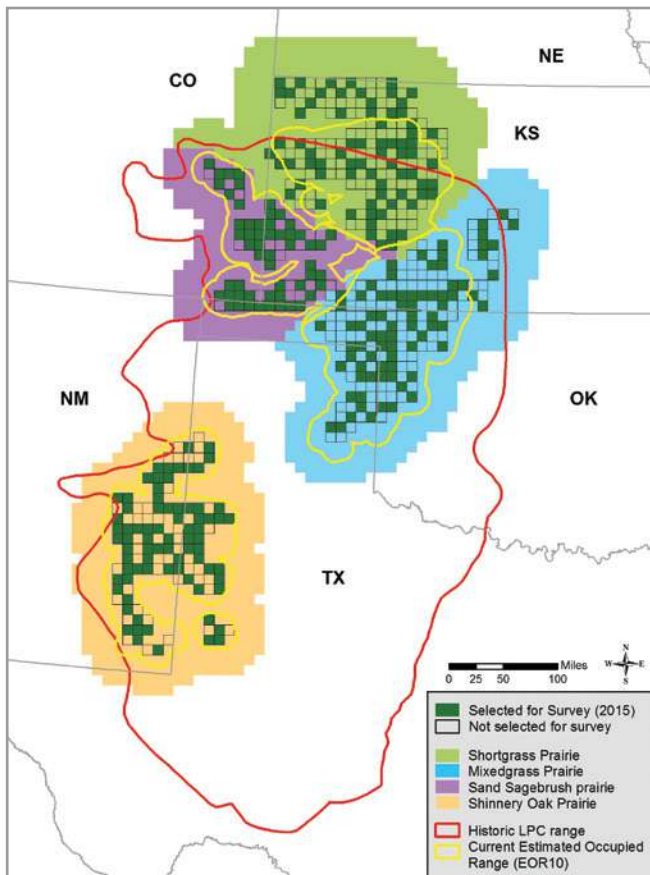 NE
CO
KS
NM
OK
TX
Miles
0 25 50 100
N
W E
S
Selected for Survey (2015)
Not selected for survey
Shortgrass Prairie
Mixedgrass Prairie
Sand Sagebrush prairie
Shinnery Oak Prairie
Historic LPC range
Current Estimated Occupied
Range (EOR10)